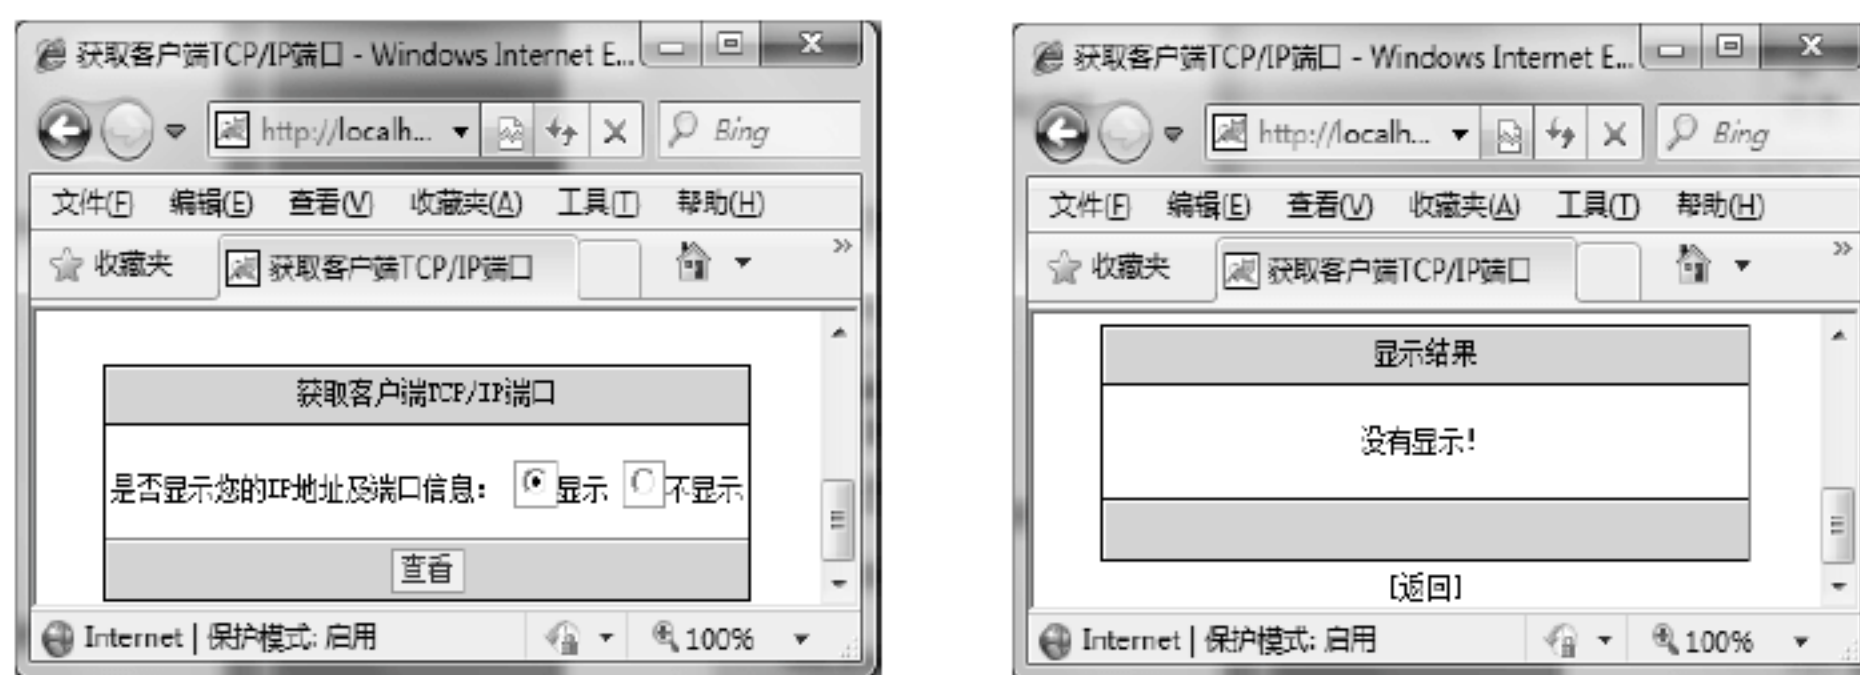 获取客户端TCP/IP端口 - Windows Internet E...
http://localh...
Bing
文件(F) 编辑(E) 查看(V) 收藏夹(A) 工具(T) 帮助(H)
收藏夹 获取客户端TCP/IP端口
获取客户端TCP/IP端口
是否显示您的IP地址及端口信息： 显示 不显示
查看
Internet | 保护模式: 启用 100%
获取客户端TCP/IP端口 - Windows Internet E...
http://localh...
Bing
文件(F) 编辑(E) 查看(V) 收藏夹(A) 工具(T) 帮助(H)
收藏夹 获取客户端TCP/IP端口
显示结果
没有显示!
[返回]
Internet | 保护模式: 启用 100%